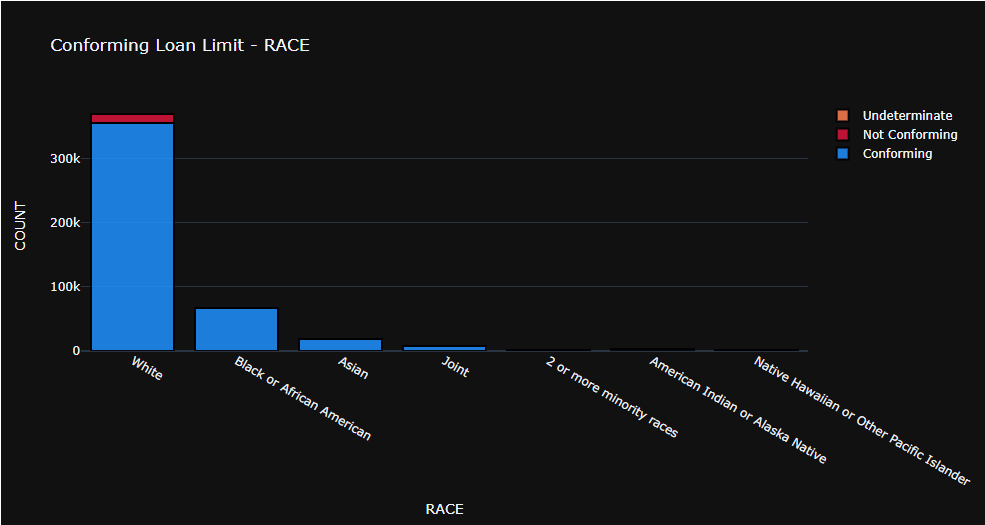 Conforming Loan Limit - RACE
Undeterminate
Not Conforming
Conforming
COUNT
300k
200k
100k
0
White
Black or African American
Asian
Joint
2 or more minority races
American Indian or Alaska Native
Native Hawaiian or Other Pacific Islander
RACE